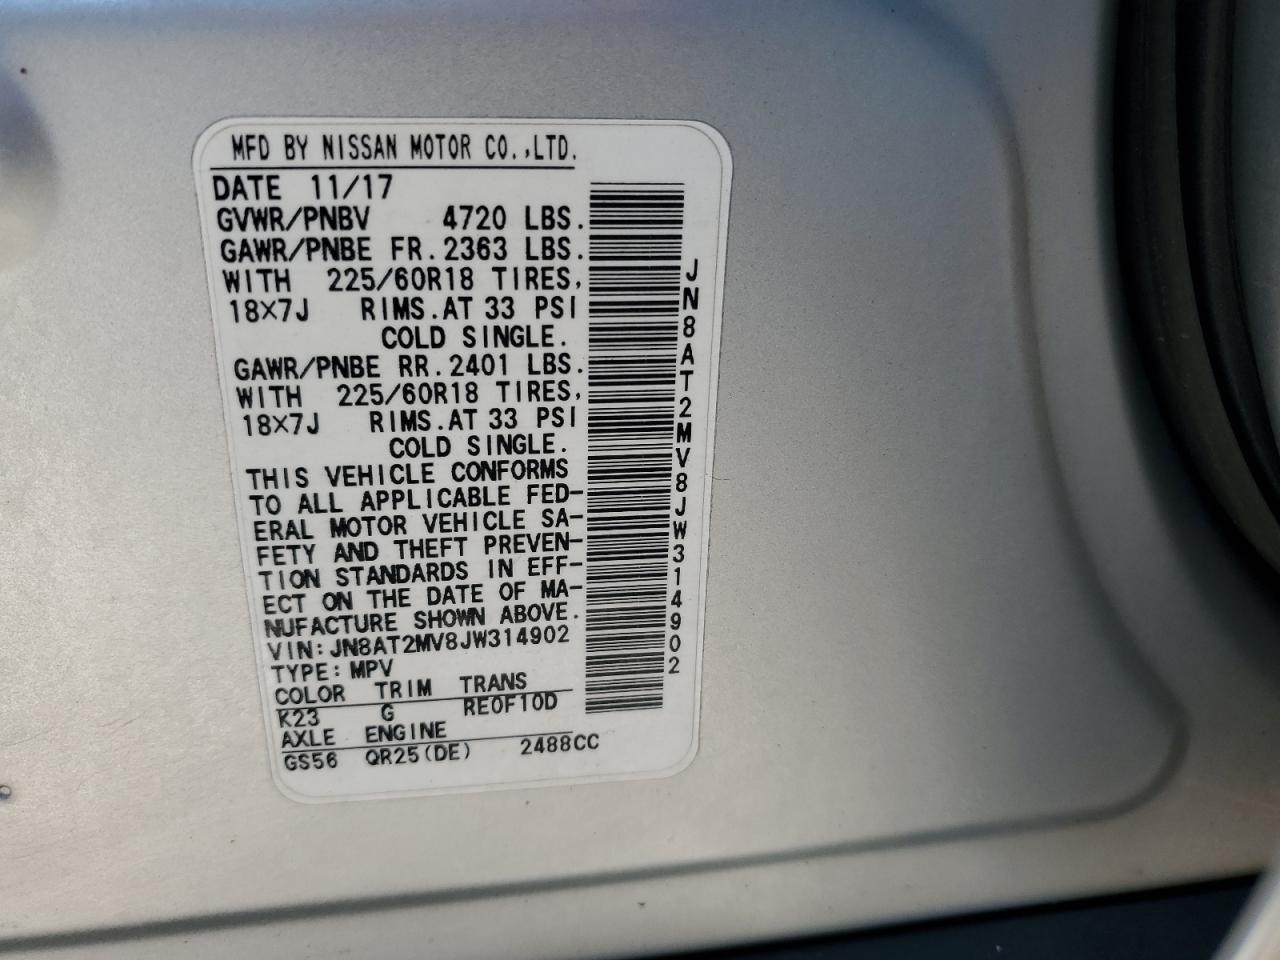 MFD BY NISSAN MOTOR CO.,LTD.
DATE 11/17
GVWR/PNBV 4720 LBS.
GAWR/PNBE FR.2363 LBS.
WITH 225/60R18 TIRES,
18X7J RIMS.AT 33 PSI
COLD SINGLE.
GAWR/PNBE RR.2401 LBS.
WITH 225/60R18 TIRES,
18X7J RIMS.AT 33 PSI
COLD SINGLE.
THIS VEHICLE CONFORMS
TO ALL APPLICABLE FED-
ERAL MOTOR VEHICLE SA-
FETY AND THEFT PREVEN-
TION STANDARDS IN EFF-
ECT ON THE DATE OF MA-
NUFACTURE SHOWN ABOVE.
VIN:JN8AT2MV8JW314902
TYPE:MPV
COLOR TRIM TRANS
K23 G RE0F10D
AXLE ENGINE
GS56 QR25(DE) 2488CC
JN8AT2MV8JW314902